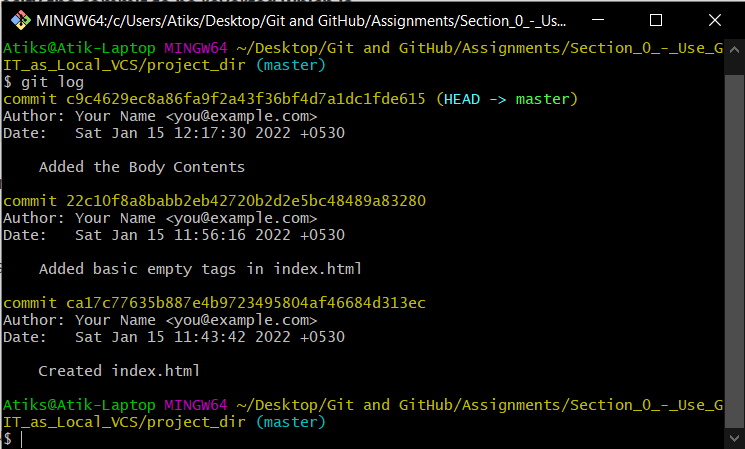 MINGW64:/c/Users/Atiks/Desktop/Git and GitHub/Assignments/Section_0_-_Us...
Atiks@Atik-Laptop MINGW64 ~/Desktop/Git and GitHub/Assignments/Section_0_-_Use_G
IT_as_Local_VCS/project_dir (master)
$ git log
commit c9c4629ec8a86fa9f2a43f36bf4d7a1dc1fde615 (HEAD -> master)
Author: Your Name <you@example.com>
Date:   Sat Jan 15 12:17:30 2022 +0530
    Added the Body Contents
commit 22c10f8a8babb2eb42720b2d2e5bc48489a83280
Author: Your Name <you@example.com>
Date:   Sat Jan 15 11:56:16 2022 +0530
    Added basic empty tags in index.html
commit ca17c77635b887e4b9723495804af46684d313ec
Author: Your Name <you@example.com>
Date:   Sat Jan 15 11:43:42 2022 +0530
    Created index.html
Atiks@Atik-Laptop MINGW64 ~/Desktop/Git and GitHub/Assignments/Section_0_-_Use_G
IT_as_Local_VCS/project_dir (master)
$